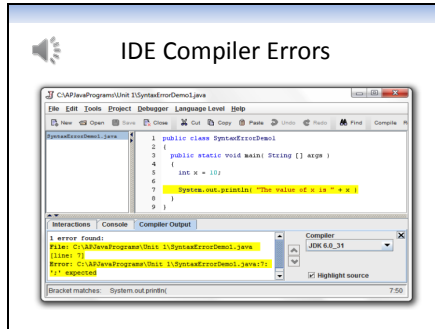 IDE Compiler Errors
C:\APJavaPrograms\Unit 1\SyntaxErrorDemo1.java
File Edit Tools Project Debugger Language Level Help
New Open Save Close Cut Copy Paste Undo Redo Find Compile R
SyntaxErrorDemo1.java
1 public class SyntaxErrorDemo1
2 {
3 public static void main( String [] args )
4 {
5 int x = 10;
6
7 System.out.println( "The value of x is " + x )
8 }
9 }
Interactions Console Compiler Output
1 error found:
File: C:\APJavaPrograms\Unit 1\SyntaxErrorDemo1.java
[line: 7]
Error: C:\APJavaPrograms\Unit 1\SyntaxErrorDemo1.java:7:
';' expected
Compiler
JDK 6.0_31
Highlight source
Bracket matches: System.out.println( 7:50